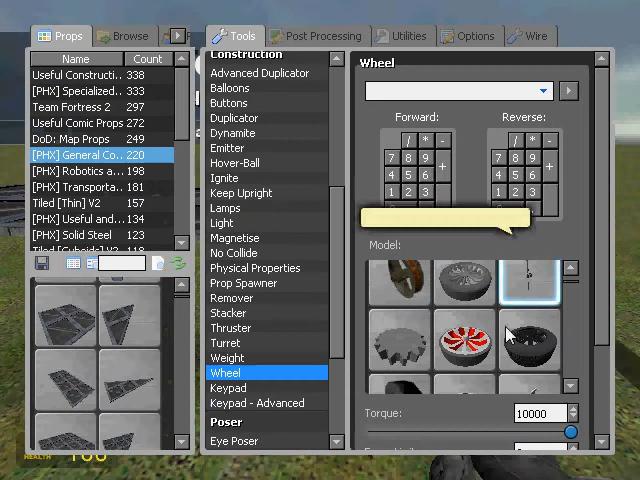 Props
Browse
Tools
Post Processing
Utilities
Options
Wire
Name
Count
Useful Constructi.. 338
[PHX] Specialized.. 333
Team Fortress 2 297
Useful Comic Props 272
DoD: Map Props 249
[PHX] General Co.. 220
[PHX] Robotics a... 198
[PHX] Transporta.. 181
Tiled [Thin] V2 157
[PHX] Useful and... 134
[PHX] Solid Steel 123
Tiled [Cuboids] V2 118
Construction
Advanced Duplicator
Balloons
Buttons
Duplicator
Dynamite
Emitter
Hover-Ball
Ignite
Keep Upright
Lamps
Light
Magnetise
No Collide
Physical Properties
Prop Spawner
Remover
Stacker
Thruster
Turret
Weight
Wheel
Keypad
Keypad - Advanced
Poser
Eye Poser
Wheel
Forward:
Reverse:
/ * -
7 8 9
4 5 6 +
1 2 3
/ * -
7 8 9
4 5 6 +
1 2 3
Model:
Torque:
10000
HEALTH